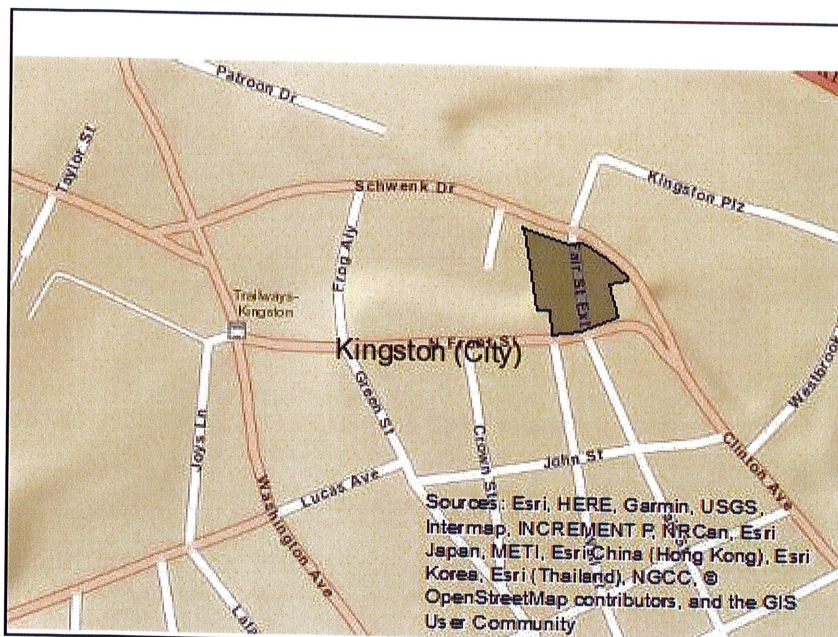 Patroon Dr
Taylor St
Schwenk Dr
Kingston Plz
Frog Aly
Fair St Ext
Trailways-
Kingston
N Front St
Kingston (City)
Westbrook
Joys Ln
Green St
Crown St
John St
Clinton Ave
Lucas Ave
Washington Ave
Sources: Esri, HERE, Garmin, USGS,
Intermap, INCREMENT P, NRCan, Esri
Japan, METI, Esri China (Hong Kong), Esri
Korea, Esri (Thailand), NGCC, ©
OpenStreetMap contributors, and the GIS
User Community